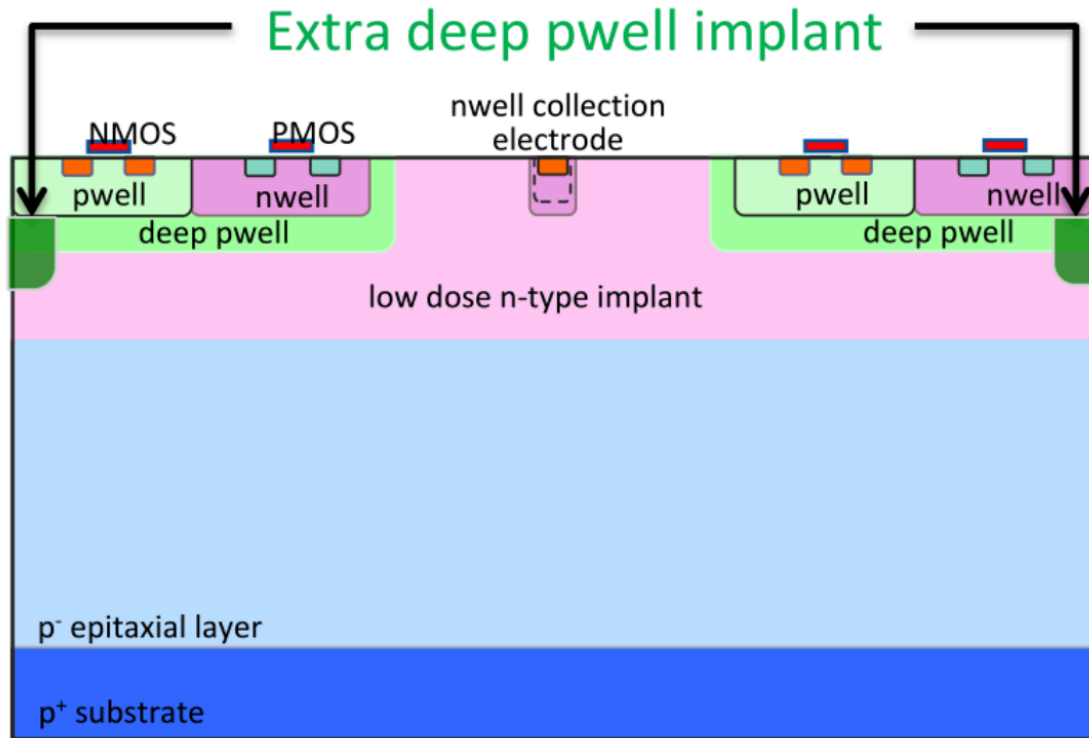 Extra deep pwell implant
nwell collection
electrode
NMOS
PMOS
pwell
nwell
deep pwell
pwell
nwell
deep pwell
low dose n-type implant
p⁻ epitaxial layer
p⁺ substrate